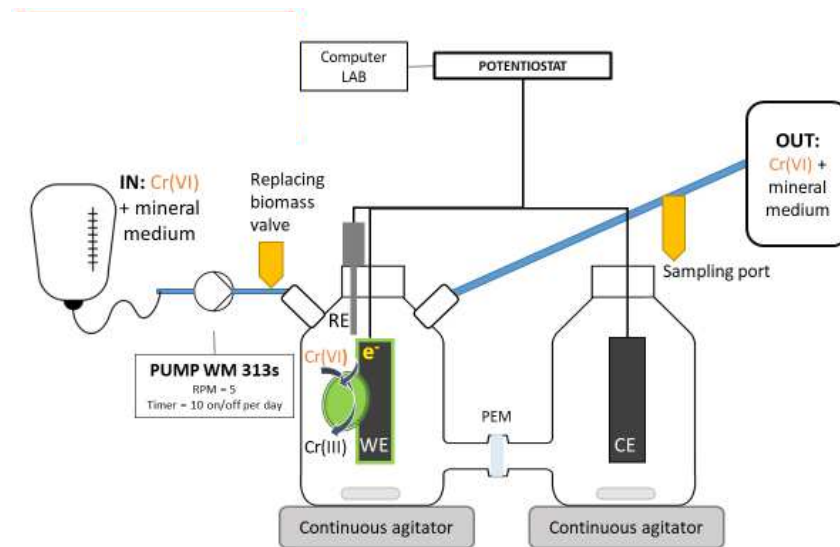 Computer
LAB
POTENTIOSTAT
IN: Cr(VI)
+ mineral
medium
Replacing
biomass
valve
OUT:
Cr(VI) +
mineral
medium
Sampling port
RE
PUMP WM 313s
RPM = 5
Timer = 10 on/off per day
Cr(VI)
e-
Cr(III)
WE
PEM
CE
Continuous agitator
Continuous agitator